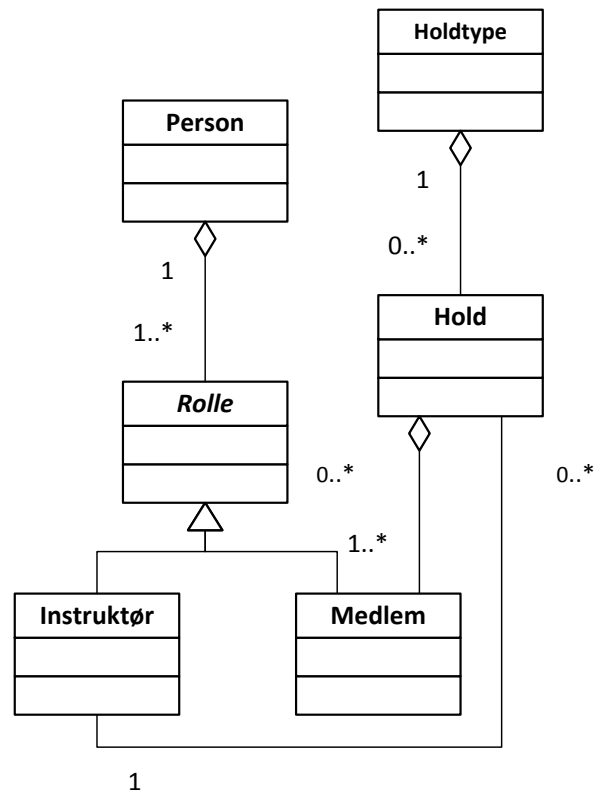 Holdtype
Person
1
0..*
1
1..*
Hold
Rolle
0..*
0..*
1..*
Instruktør
Medlem
1